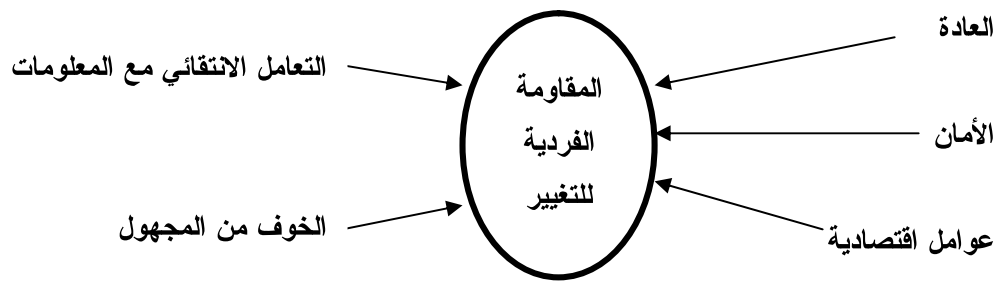 العادة
الأمان
عوامل اقتصادية
المقاومة
الفردية
للتغيير
التعامل الانتقائي مع المعلومات
الخوف من المجهول